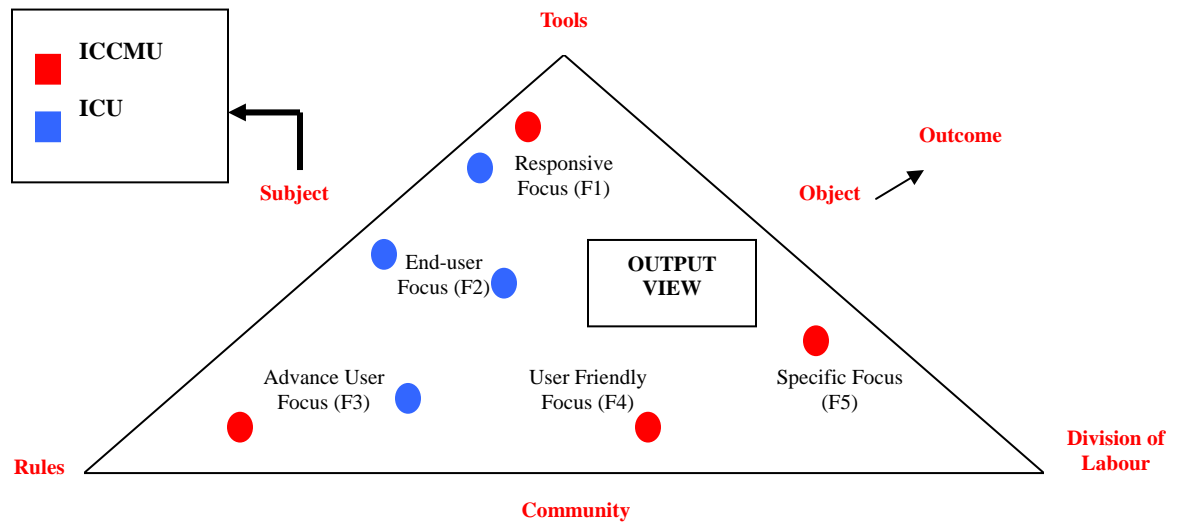 Tools
ICCMU
ICU
Outcome
Responsive
Focus (F1)
Subject
Object
End-user
Focus (F2)
OUTPUT
VIEW
Advance User
Focus (F3)
User Friendly
Focus (F4)
Specific Focus
(F5)
Rules
Division of
Labour
Community